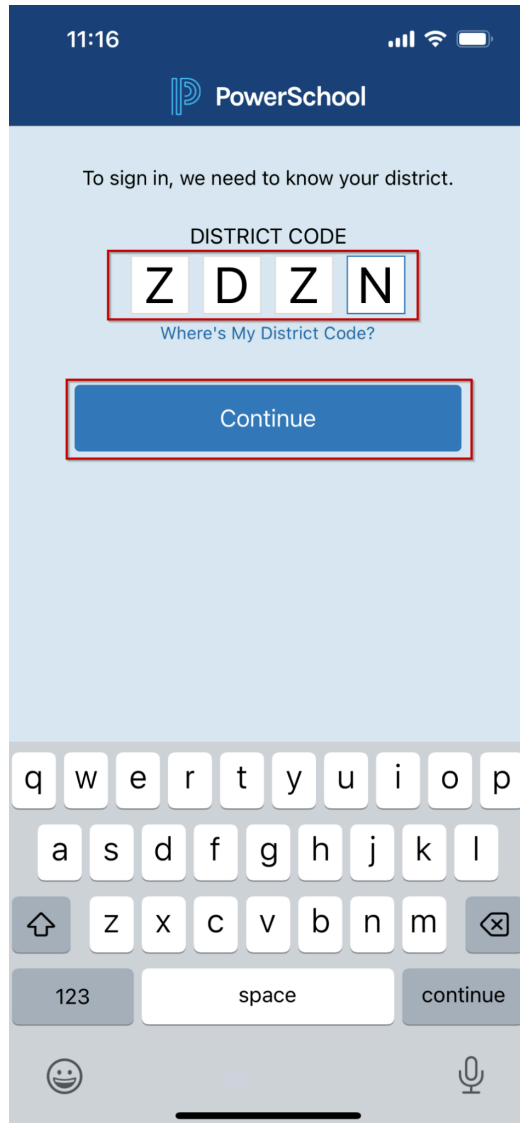 11:16
PowerSchool
To sign in, we need to know your district.
DISTRICT CODE
Z D Z N
Where's My District Code?
Continue
q w e r t y u i o p
a s d f g h j k l
z x c v b n m
123 space continue